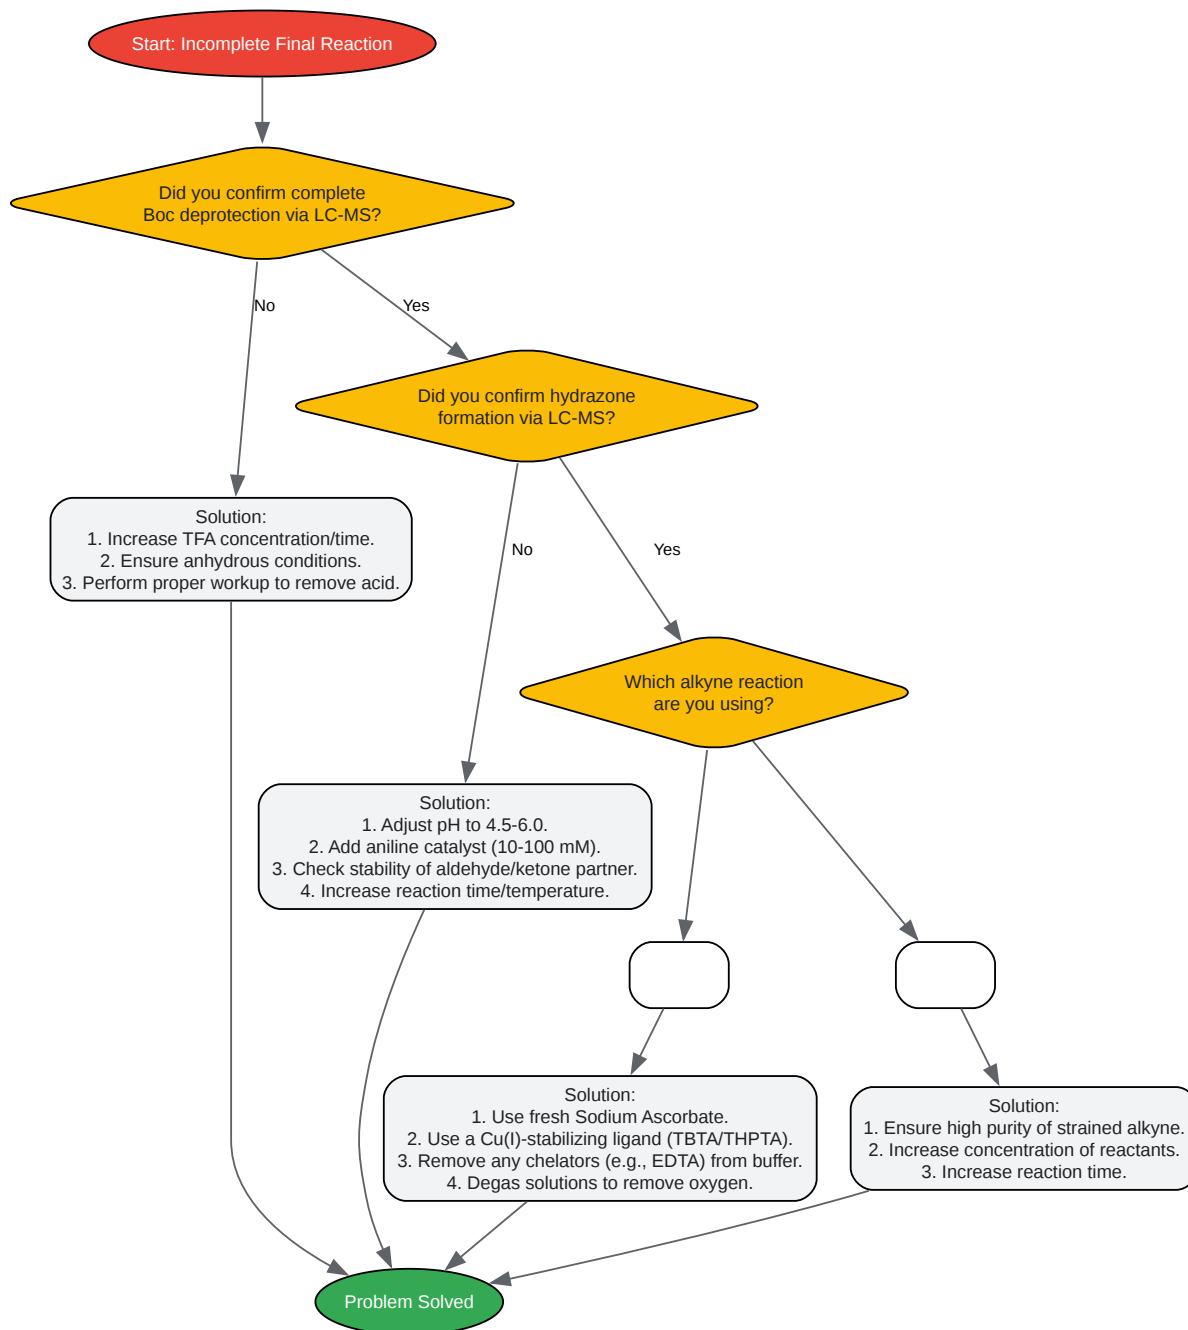 Start: Incomplete Final Reaction
Did you confirm complete
Boc deprotection via LC-MS?
No
Yes
Did you confirm hydrazone
formation via LC-MS?
Solution:
1. Increase TFA concentration/time.
2. Ensure anhydrous conditions.
3. Perform proper workup to remove acid.
No
Yes
Which alkyne reaction
are you using?
Solution:
1. Adjust pH to 4.5-6.0.
2. Add aniline catalyst (10-100 mM).
3. Check stability of aldehyde/ketone partner.
4. Increase reaction time/temperature.
Solution:
1. Use fresh Sodium Ascorbate.
2. Use a Cu(I)-stabilizing ligand (TBTA/THPTA).
3. Remove any chelators (e.g., EDTA) from buffer.
4. Degas solutions to remove oxygen.
Solution:
1. Ensure high purity of strained alkyne.
2. Increase concentration of reactants.
3. Increase reaction time.
Problem Solved